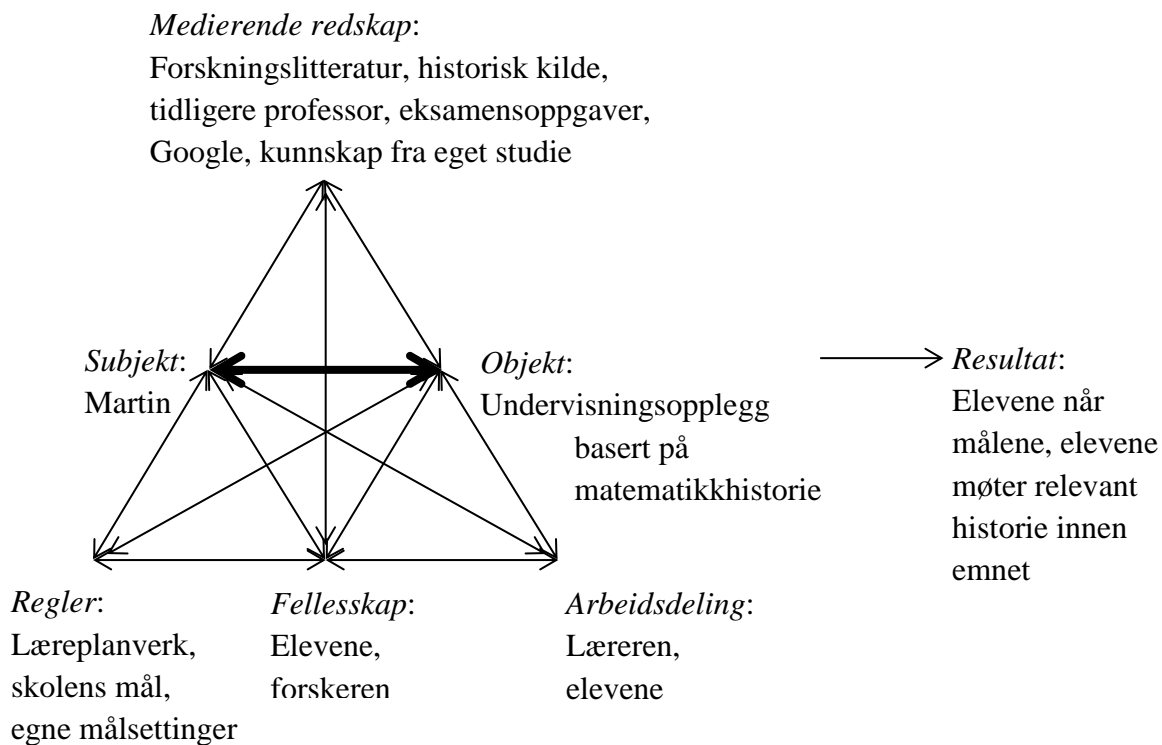 Medierende redskap:
Forskningslitteratur, historisk kilde,
tidligere professor, eksamensoppgaver,
Google, kunnskap fra eget studie
Subjekt:
Martin
Objekt:
Undervisningsopplegg
basert på
matematikkhistorie
Resultat:
Elevene når
målene, elevene
møter relevant
historie innen
emnet
Regler:
Læreplanverk,
skolens mål,
egne målsettinger
Fellesskap:
Elevene,
forskeren
Arbeidsdeling:
Læreren,
elevene